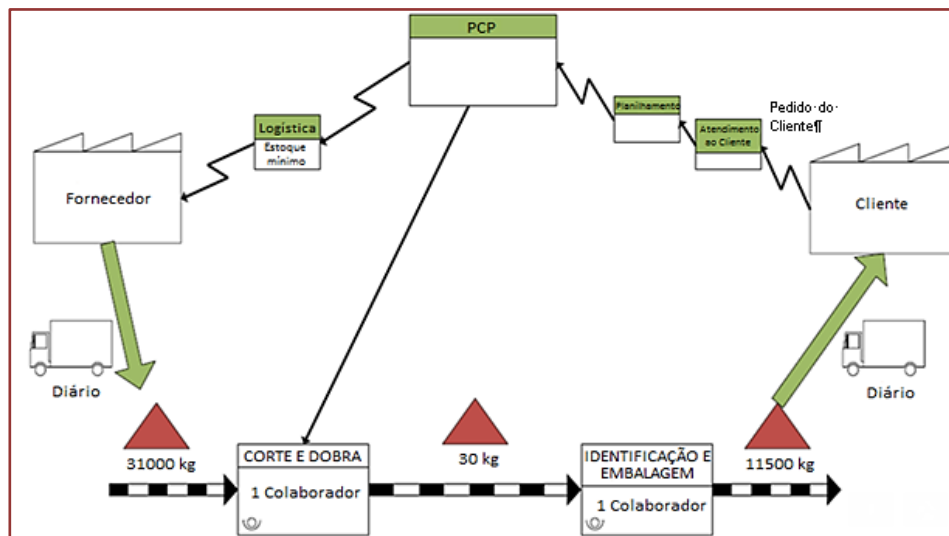 PCP
Planilhamento
Pedido·do·
Cliente¶
Logística
Estoque
mínimo
Atendimento
ao Cliente
Fornecedor
Cliente
Diário
Diário
31000 kg
CORTE E DOBRA
1 Colaborador
30 kg
IDENTIFICAÇÃO E
EMBALAGEM
1 Colaborador
11500 kg